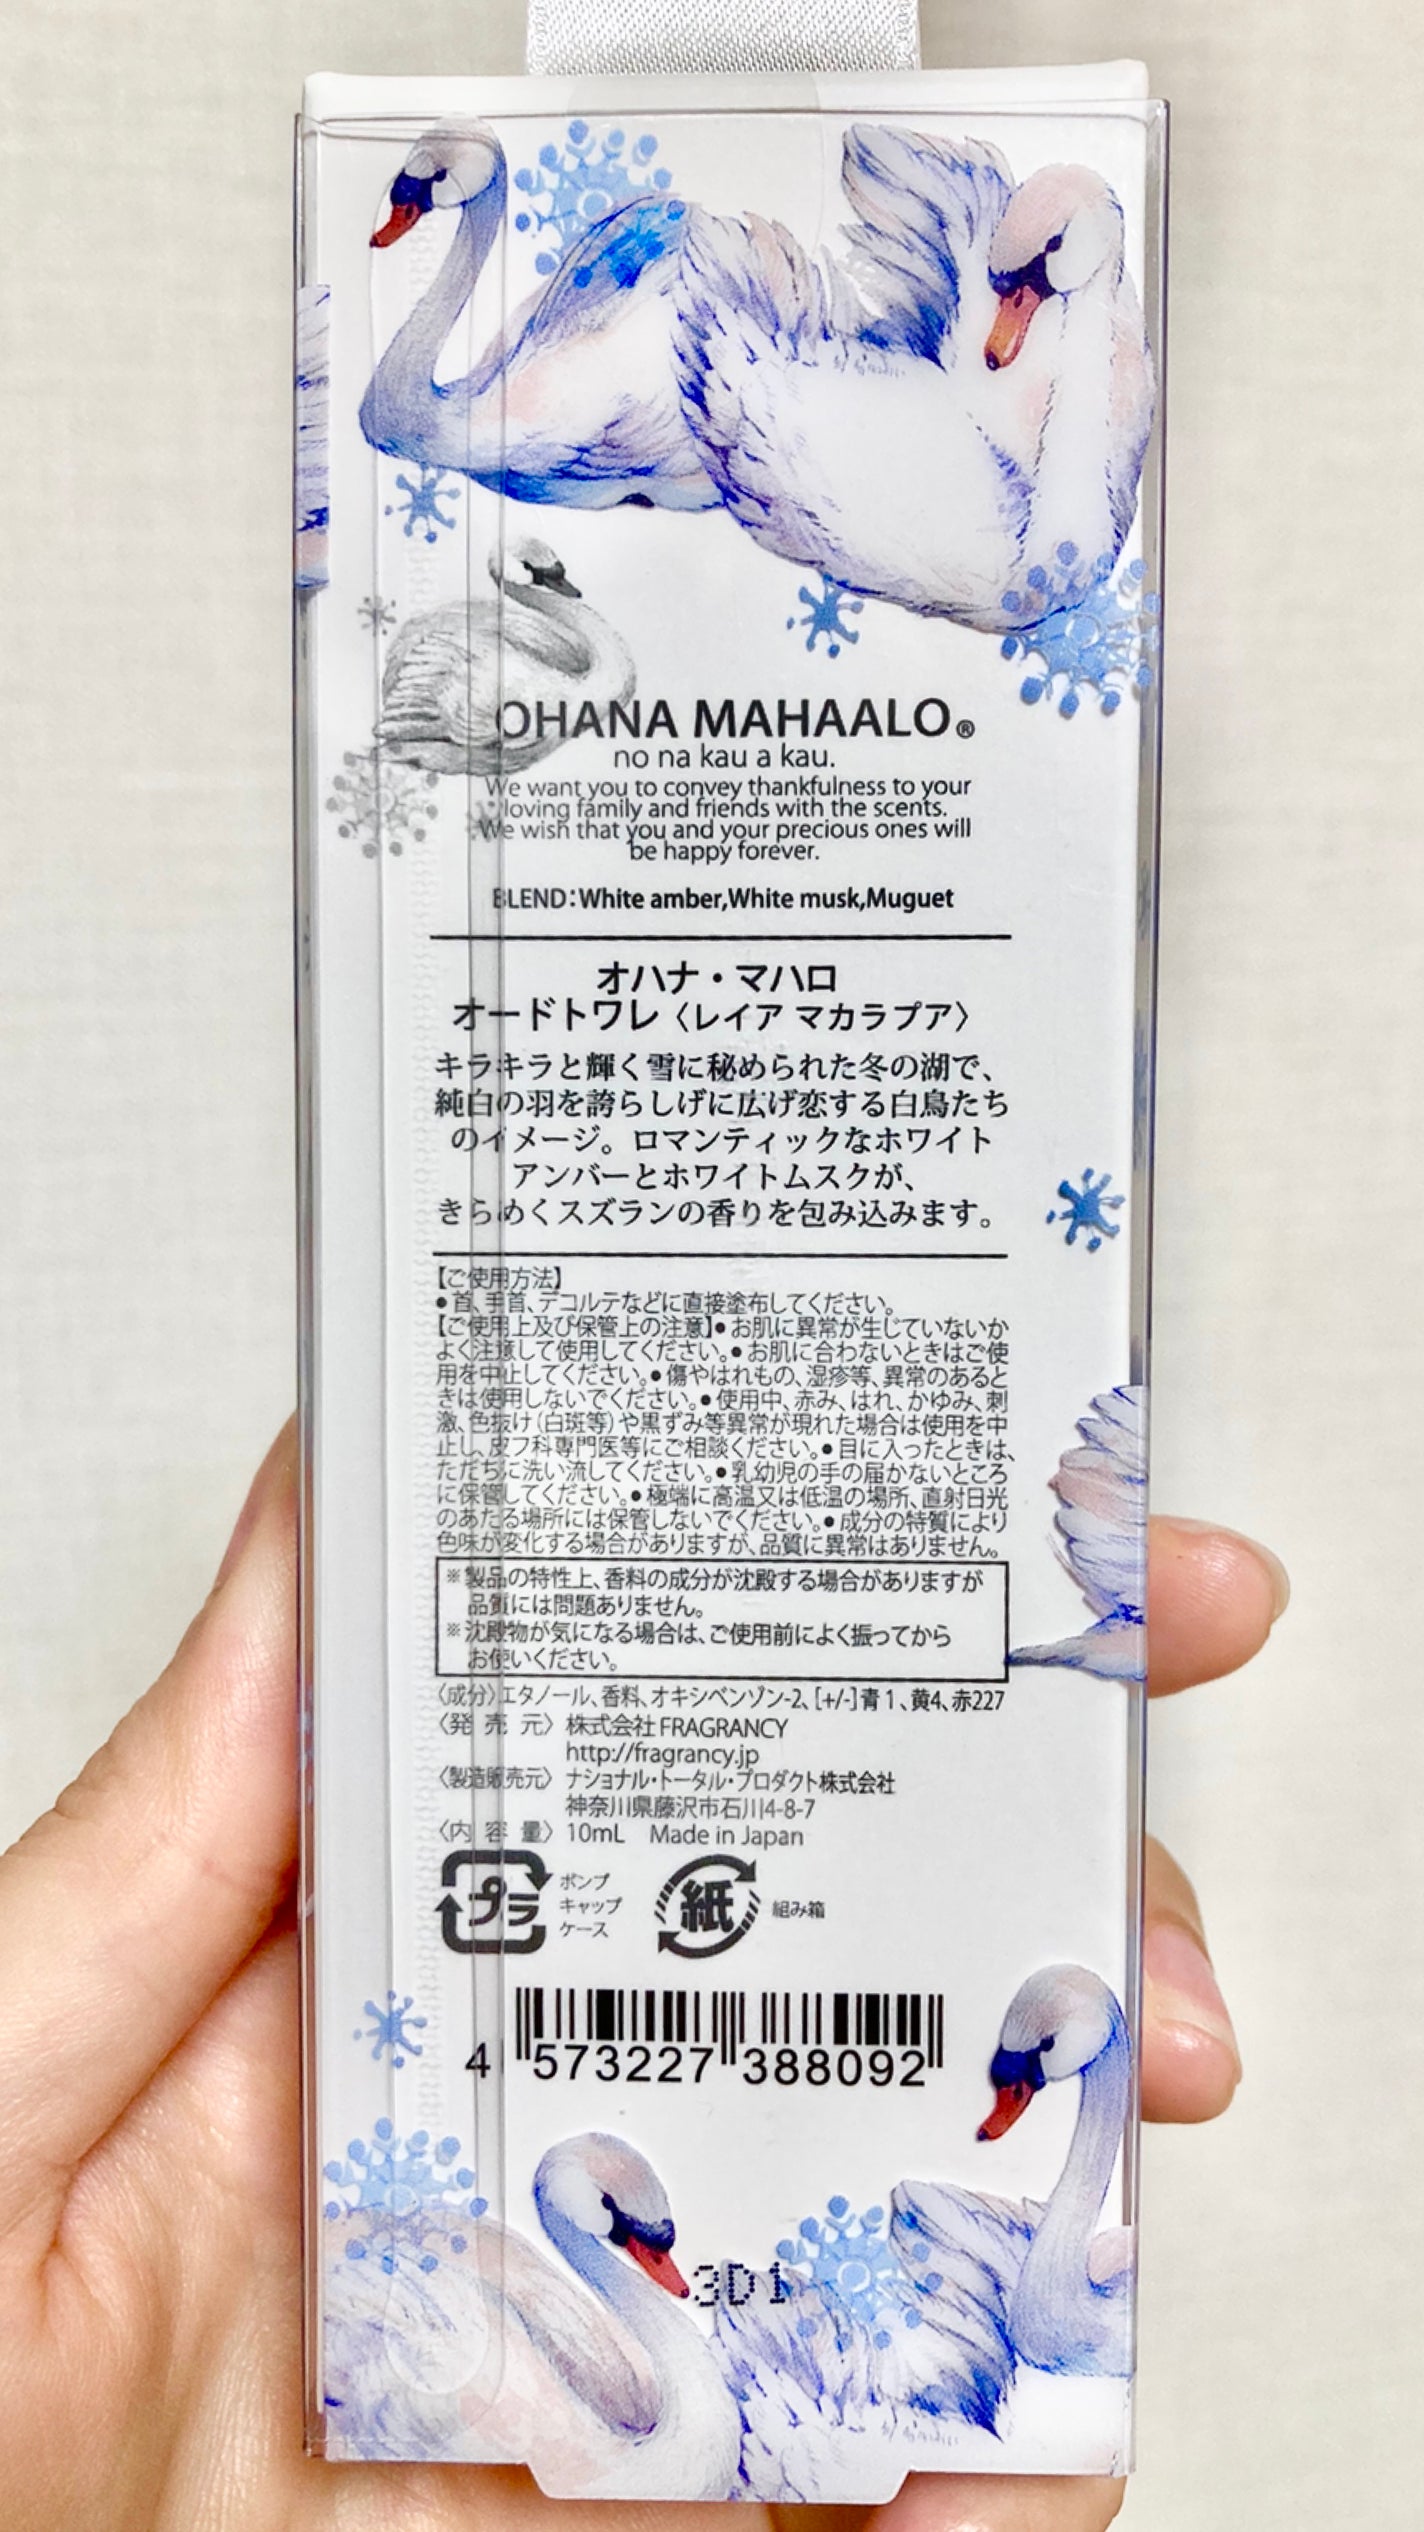 OHANA MAHAALO®
no na kau a kau.
We want you to convey thankfulness to your
loving family and friends with the scents.
We wish that you and your precious ones will
be happy forever.
BLEND:White amber,White musk,Muguet
オハナ・マハロ
オードトワレ〈レイア マカラプア〉
キラキラと輝く雪に秘められた冬の湖で、
純白の羽を誇らしげに広げ恋する白鳥たち
のイメージ。ロマンティックなホワイト
アンバーとホワイトムスクが、
きらめくスズランの香りを包み込みます。
【ご使用方法】
●首、手首、デコルテなどに直接塗布してください。
【ご使用上及び保管上の注意】●お肌に異常が生じていないか
よく注意して使用してください。●お肌に合わないときはご使
用を中止してください。●傷やはれもの、湿疹等、異常のあると
きは使用しないでください。●使用中、赤み、はれ、かゆみ、刺
激、色抜け(白斑等)や黒ずみ等異常が現れた場合は使用を中
止し、皮フ科専門医等にご相談ください。●目に入ったときは、
ただちに洗い流してください。●乳幼児の手の届かないところ
に保管してください。●極端に高温又は低温の場所、直射日光
のあたる場所には保管しないでください。●成分の特質により
色味が変化する場合がありますが、品質に異常はありません。
※製品の特性上、香料の成分が沈殿する場合がありますが
品質には問題ありません。
※沈殿物が気になる場合は、ご使用前によく振ってから
お使いください。
〈成分〉エタノール、香料、オキシベンゾン-2、[+/-]青1、黄4、赤227
〈発売元〉株式会社FRAGRANCY
http://fragrancy.jp
〈製造販売元〉ナショナル・トータル・プロダクト株式会社
神奈川県藤沢市石川4-8-7
〈内容量〉10mL Made in Japan
プラ
ポンプ
キャップ
ケース
紙
組み箱
4 573227 388092
3D1